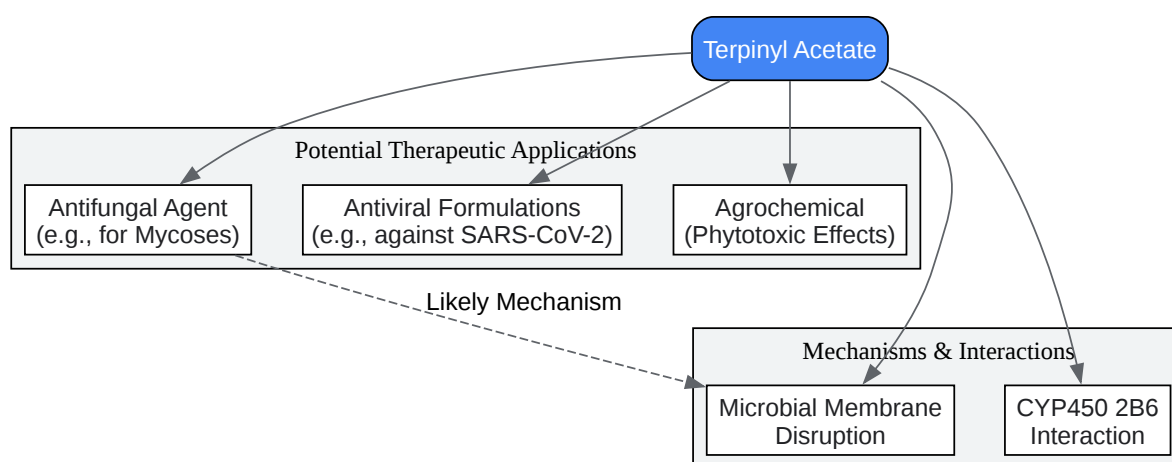 Terpinyl Acetate
Potential Therapeutic Applications
Antifungal Agent
(e.g., for Mycoses)
Antiviral Formulations
(e.g., against SARS-CoV-2)
Agrochemical
(Phytotoxic Effects)
Likely Mechanism
Mechanisms & Interactions
Microbial Membrane
Disruption
CYP450 2B6
Interaction